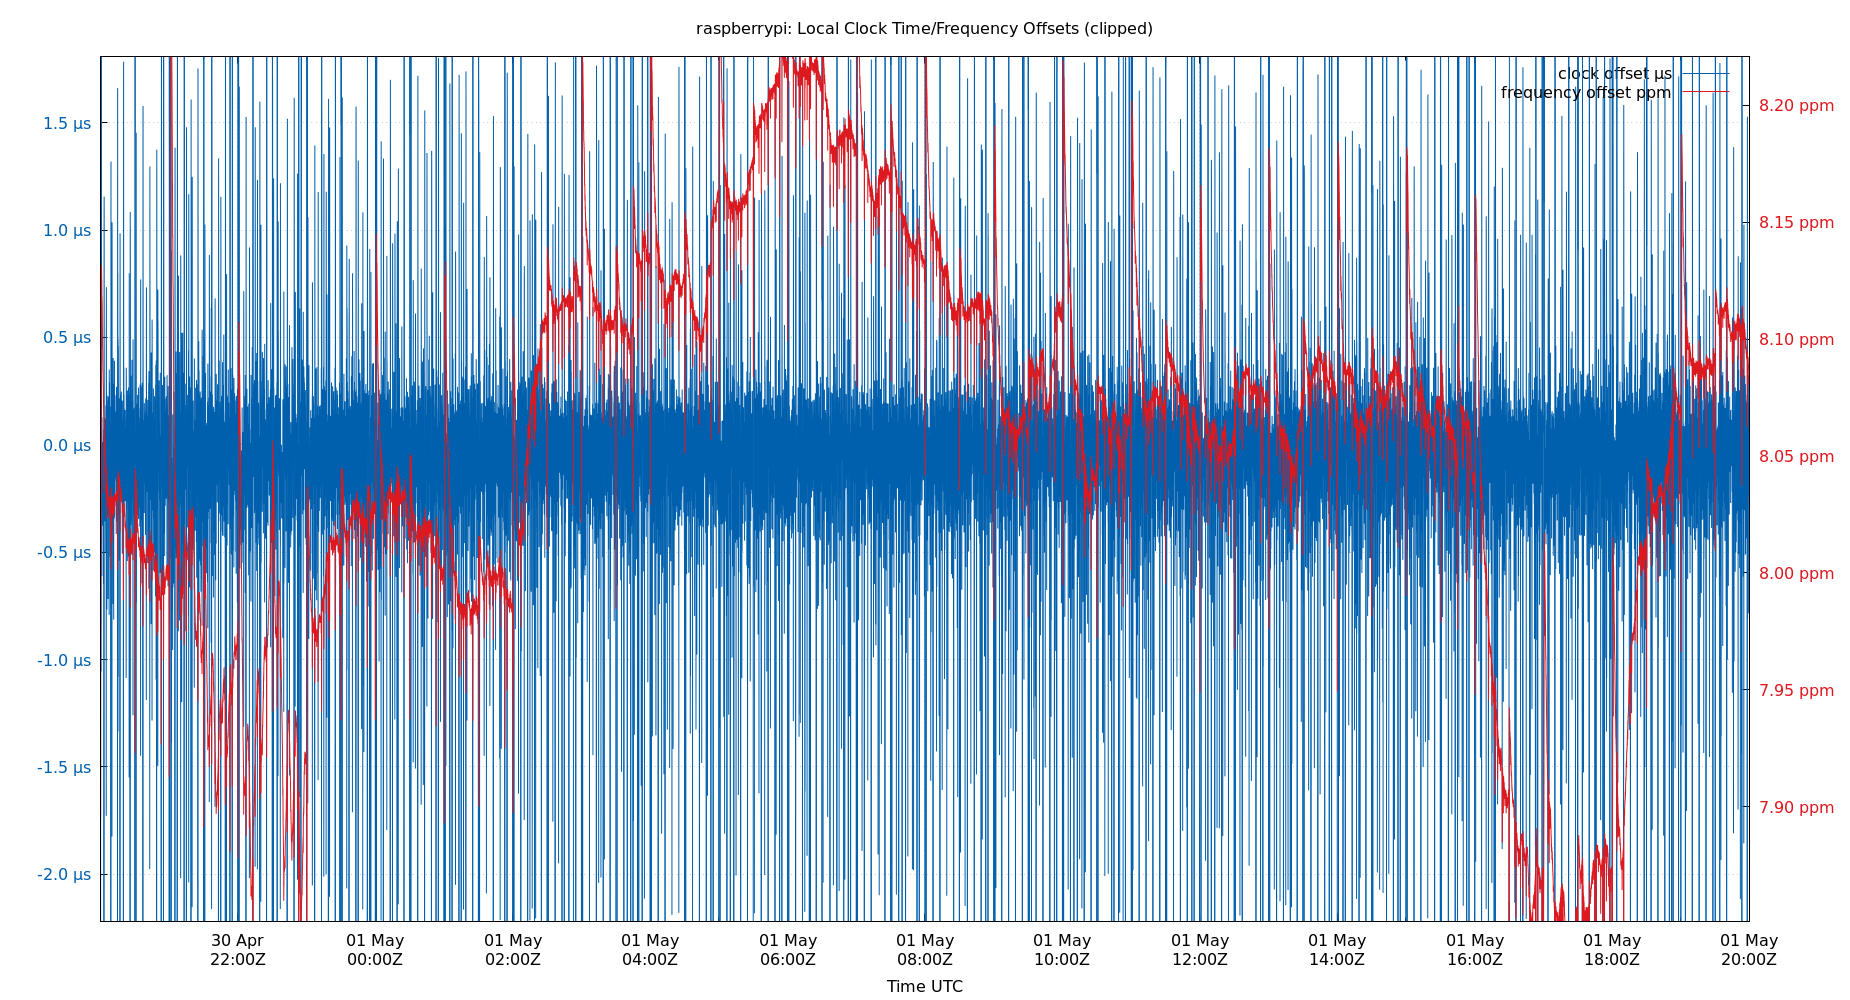 raspberrypi: Local Clock Time/Frequency Offsets (clipped)
clock offset µs
frequency offset ppm
1.5 µs
1.0 µs
0.5 µs
0.0 µs
-0.5 µs
-1.0 µs
-1.5 µs
-2.0 µs
8.20 ppm
8.15 ppm
8.10 ppm
8.05 ppm
8.00 ppm
7.95 ppm
7.90 ppm
30 Apr 22:00Z
01 May 00:00Z
01 May 02:00Z
01 May 04:00Z
01 May 06:00Z
01 May 08:00Z
01 May 10:00Z
01 May 12:00Z
01 May 14:00Z
01 May 16:00Z
01 May 18:00Z
01 May 20:00Z
Time UTC